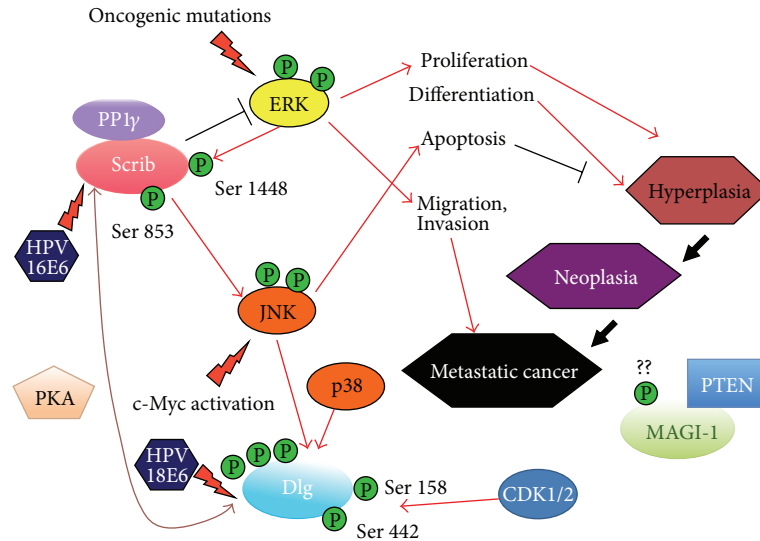 Oncogenic mutations
P
P
ERK
Proliferation
Differentiation
PP1γ
Scrib
P
P
Ser 1448
Ser 853
Apoptosis
Hyperplasia
HPV
16E6
Migration,
Invasion
Neoplasia
P
P
JNK
Metastatic cancer
??
P
PTEN
MAGI-1
PKA
c-Myc activation
p38
HPV
18E6
P
P
P
Dlg
P
Ser 158
P
Ser 442
CDK1/2